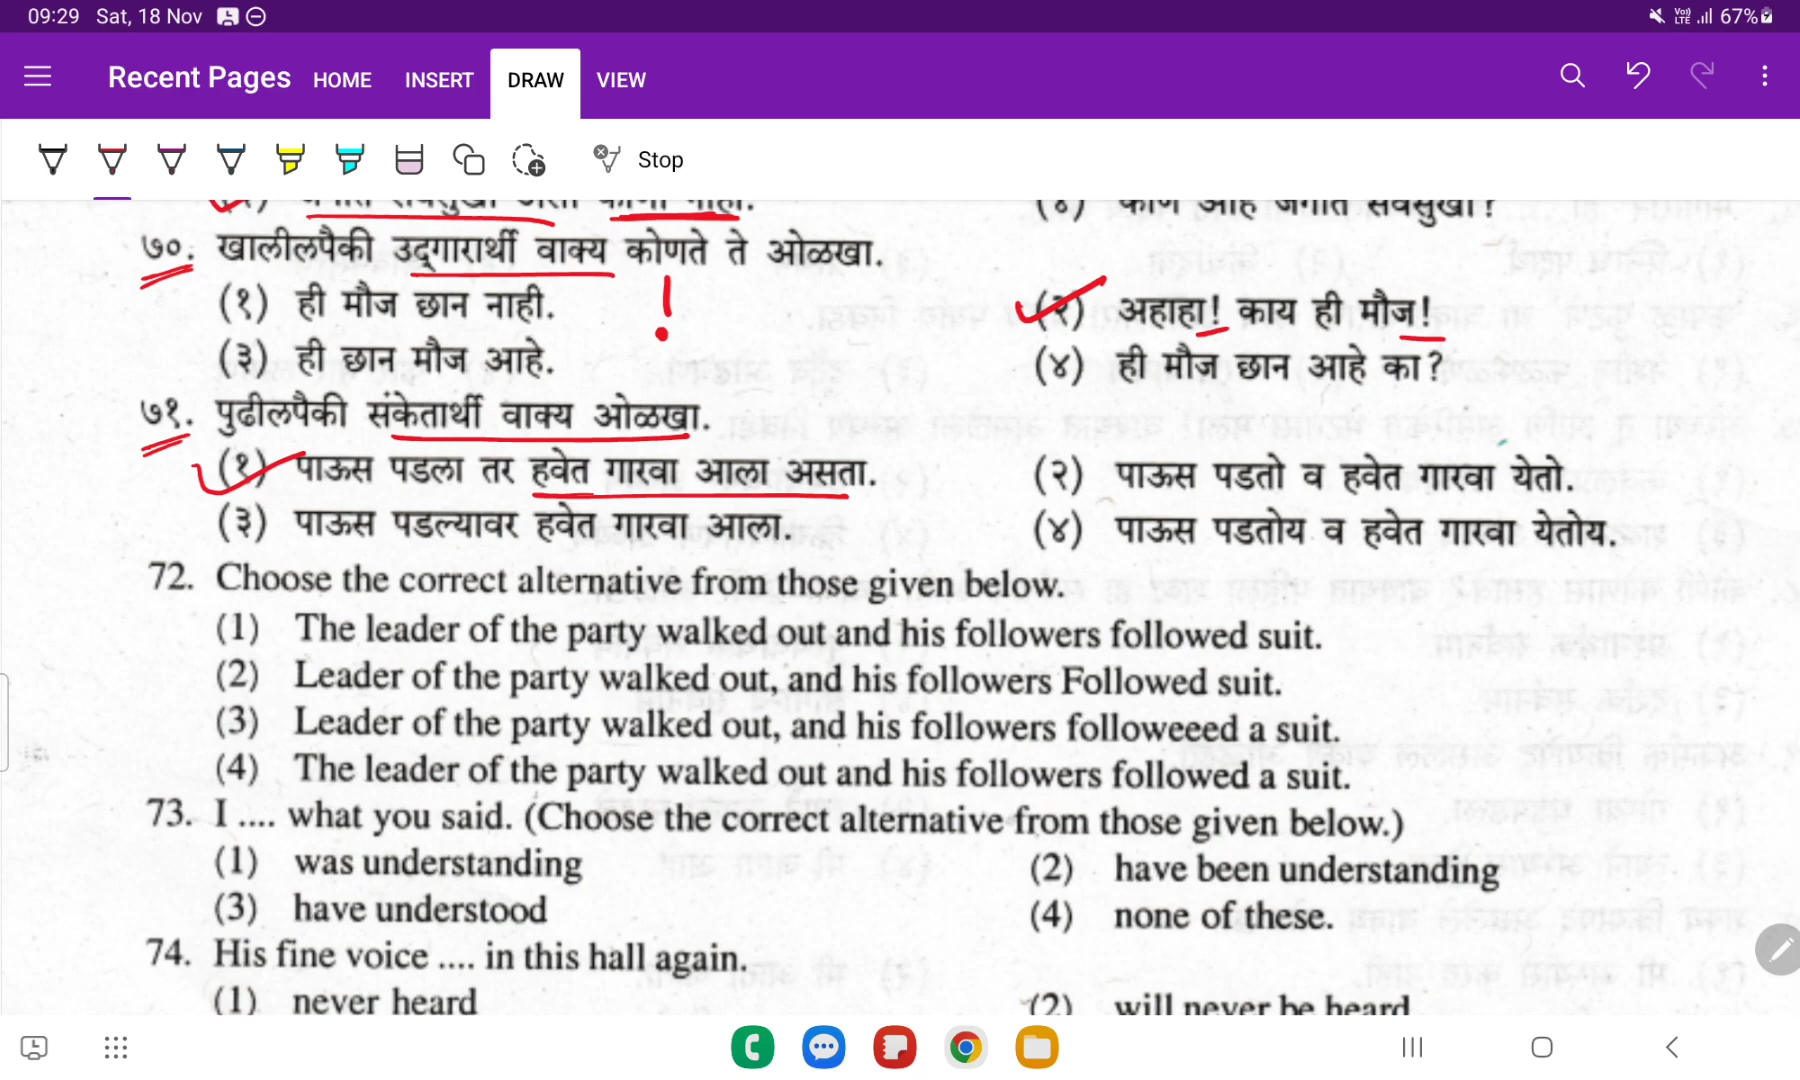 09:29 Sat, 18 Nov 67%
Recent Pages HOME INSERT DRAW VIEW
Stop
(४) कोण आहे जगात सर्वसुखी?
७०. खालीलपैकी उद्गारार्थी वाक्य कोणते ते ओळखा.
(१) ही मौज छान नाही. !
(२) अहाहा! काय ही मौज!
(३) ही छान मौज आहे.
(४) ही मौज छान आहे का?
७१. पुढीलपैकी संकेतार्थी वाक्य ओळखा.
(१) पाऊस पडला तर हवेत गारवा आला असता.
(२) पाऊस पडतो व हवेत गारवा येतो.
(३) पाऊस पडल्यावर हवेत गारवा आला.
(४) पाऊस पडतोय व हवेत गारवा येतोय.
72. Choose the correct alternative from those given below.
(1) The leader of the party walked out and his followers followed suit.
(2) Leader of the party walked out, and his followers Followed suit.
(3) Leader of the party walked out, and his followers followeeed a suit.
(4) The leader of the party walked out and his followers followed a suit.
73. I .... what you said. (Choose the correct alternative from those given below.)
(1) was understanding
(2) have been understanding
(3) have understood
(4) none of these.
74. His fine voice .... in this hall again.
(1) never heard
(2) will never be heard